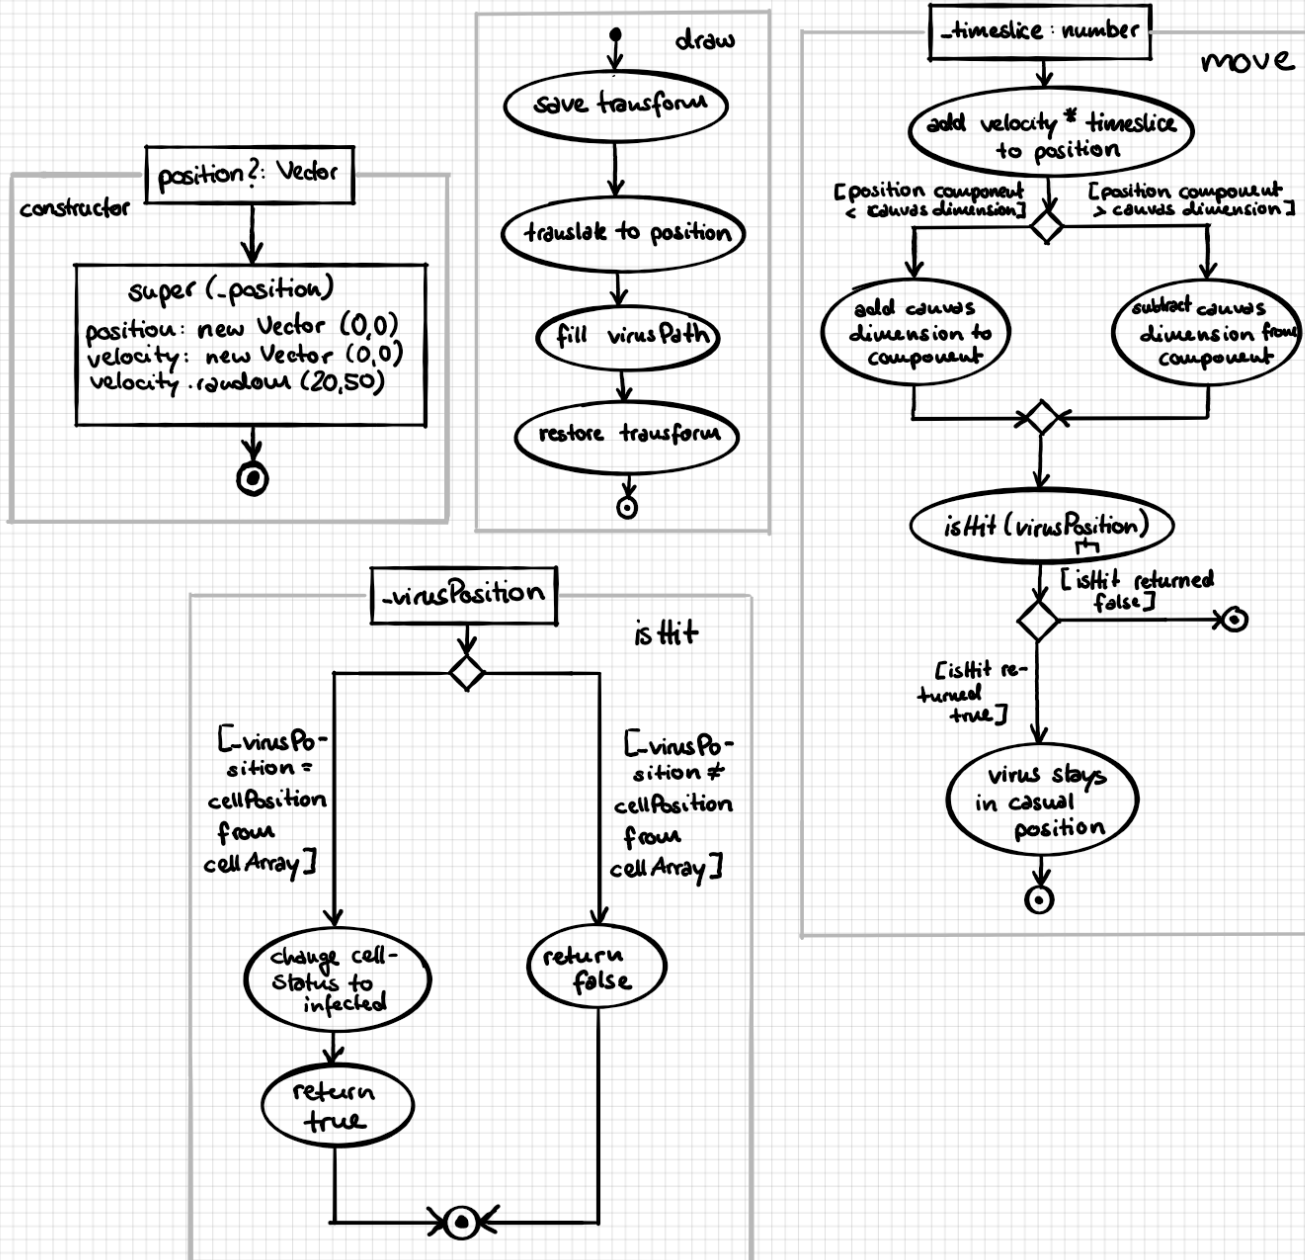 position?: Vector
constructor
super (_position)
position: new Vector (0,0)
velocity: new Vector (0,0)
velocity.random (20,50)
draw
save transform
translate to position
fill virusPath
restore transform
_timeslice: number
move
add velocity * timeslice
to position
[position component
< canvas dimension]
[position component
> canvas dimension]
add canvas
dimension to
component
subtract canvas
dimension from
component
isHit (virusPosition)
[isHit returned
false]
[isHit re-
turned
true]
virus stays
in casual
position
_virusPosition
isHit
[_virusPo-
sition =
cellPosition
from
cellArray]
[_virusPo-
sition ≠
cellPosition
from
cellArray]
change cell-
status to
infected
return
true
return
false